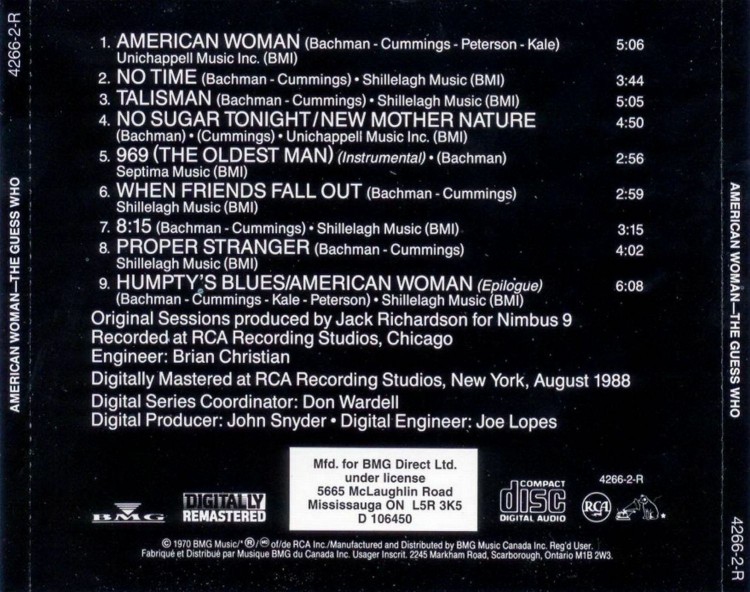 4266-2-R
AMERICAN WOMAN—THE GUESS WHO
1. AMERICAN WOMAN (Bachman - Cummings - Peterson - Kale) 5:06
Unichappell Music Inc. (BMI)
2. NO TIME (Bachman - Cummings) • Shillelagh Music (BMI) 3:44
3. TALISMAN (Bachman - Cummings) • Shillelagh Music (BMI) 5:05
4. NO SUGAR TONIGHT/NEW MOTHER NATURE 4:50
(Bachman) • (Cummings) • Unichappell Music Inc. (BMI)
5. 969 (THE OLDEST MAN) (Instrumental) • (Bachman) 2:56
Septima Music (BMI)
6. WHEN FRIENDS FALL OUT (Bachman - Cummings) 2:59
Shillelagh Music (BMI)
7. 8:15 (Bachman - Cummings) • Shillelagh Music (BMI) 3:15
8. PROPER STRANGER (Bachman - Cummings) 4:02
Shillelagh Music (BMI)
9. HUMPTY'S BLUES/AMERICAN WOMAN (Epilogue) 6:08
(Bachman - Cummings - Kale - Peterson) • Shillelagh Music (BMI)
Original Sessions produced by Jack Richardson for Nimbus 9
Recorded at RCA Recording Studios, Chicago
Engineer: Brian Christian
Digitally Mastered at RCA Recording Studios, New York, August 1988
Digital Series Coordinator: Don Wardell
Digital Producer: John Snyder • Digital Engineer: Joe Lopes
BMG
DIGITALLY
REMASTERED
Mfd. for BMG Direct Ltd.
under license
5665 McLaughlin Road
Mississauga ON L5R 3K5
D 106450
COMPACT
disc
DIGITAL AUDIO
4266-2-R
RCA
© 1970 BMG Music/*®/℗ of/de RCA Inc./Manufactured and Distributed by BMG Music Canada Inc. Reg'd User.
Fabriqué et Distribué par Musique BMG du Canada Inc. Usager Inscrit. 2245 Markham Road, Scarborough, Ontario M1B 2W3.
AMERICAN WOMAN—THE GUESS WHO
4266-2-R